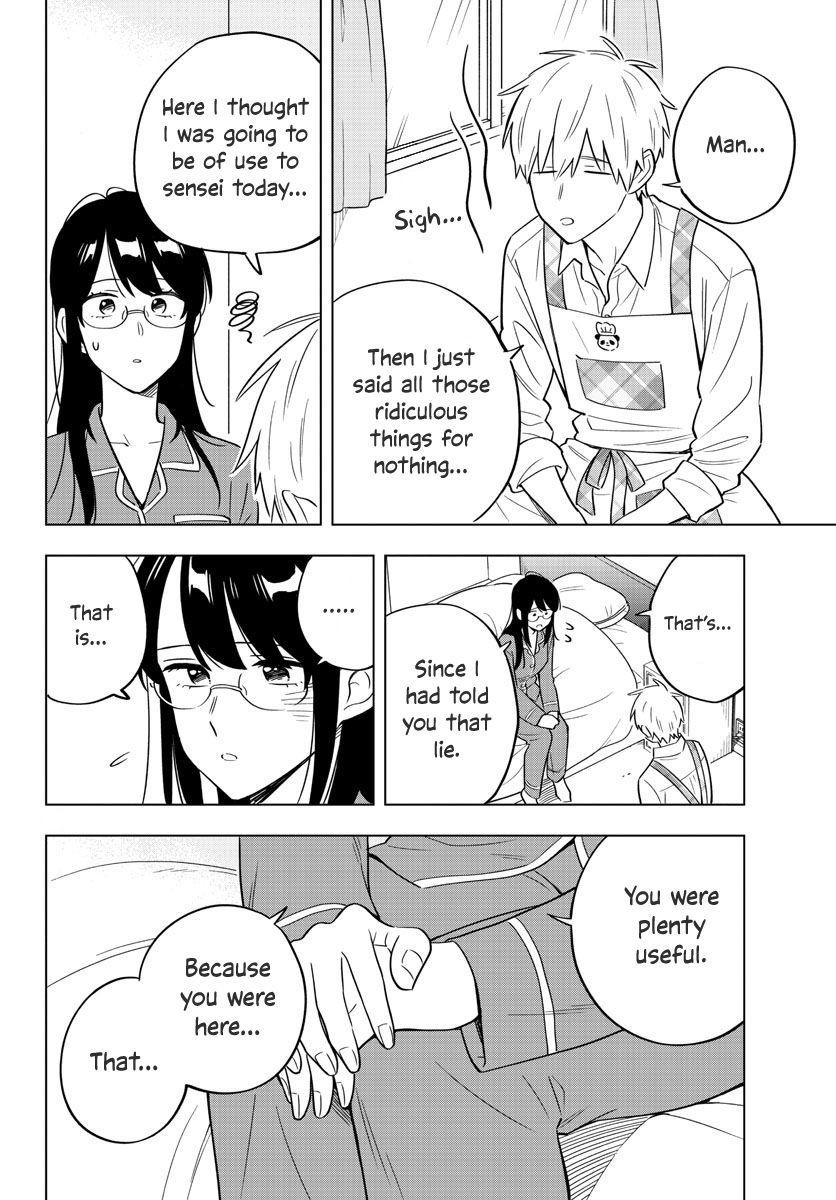 Man...
Sigh...
Then I just
said all those
ridiculous
things for
nothing...
Here I thought
I was going to
be of use to
sensei today...
That's...
Since I
had told
you that
lie.
.....
That
is...
You were
plenty
useful.
Because
you were
here...
That...